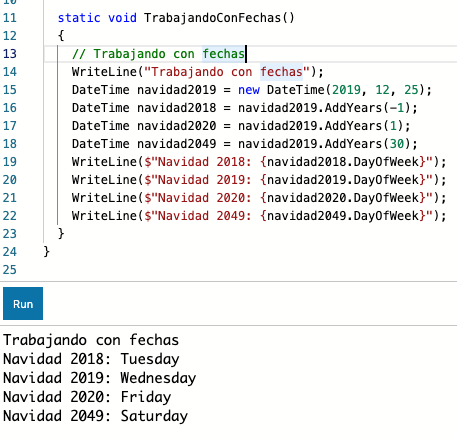 11 static void TrabajandoConFechas()
12 {
13 // Trabajando con fechas
14 WriteLine("Trabajando con fechas");
15 DateTime navidad2019 = new DateTime(2019, 12, 25);
16 DateTime navidad2018 = navidad2019.AddYears(-1);
17 DateTime navidad2020 = navidad2019.AddYears(1);
18 DateTime navidad2049 = navidad2019.AddYears(30);
19 WriteLine($"Navidad 2018: {navidad2018.DayOfWeek}");
20 WriteLine($"Navidad 2019: {navidad2019.DayOfWeek}");
21 WriteLine($"Navidad 2020: {navidad2020.DayOfWeek}");
22 WriteLine($"Navidad 2049: {navidad2049.DayOfWeek}");
23 }
24 }
25
Run
Trabajando con fechas
Navidad 2018: Tuesday
Navidad 2019: Wednesday
Navidad 2020: Friday
Navidad 2049: Saturday